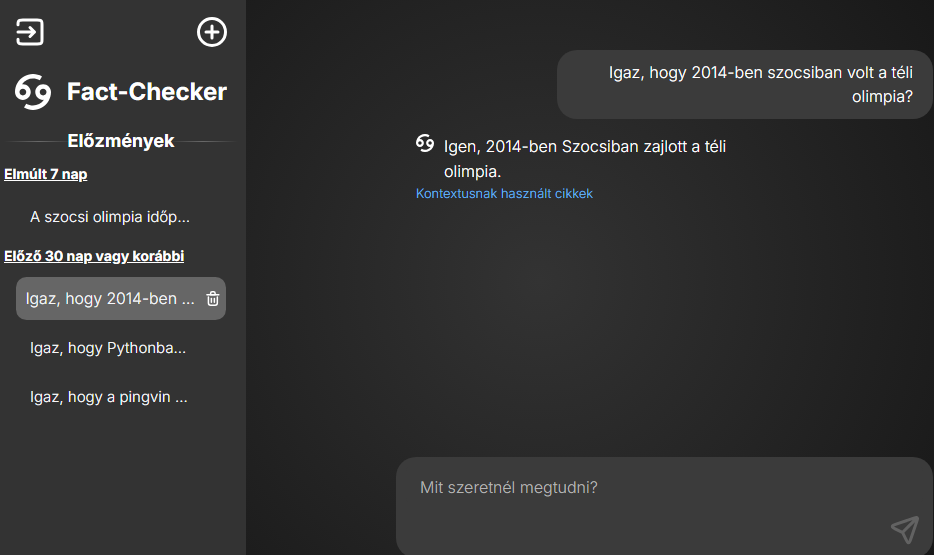 Fact-Checker
Előzmények
Elmúlt 7 nap
A szocsi olimpia időp...
Előző 30 nap vagy korábbi
Igaz, hogy 2014-ben ...
Igaz, hogy Pythonba...
Igaz, hogy a pingvin ...
Igaz, hogy 2014-ben szocsiban volt a téli
olimpia?
Igen, 2014-ben Szocsiban zajlott a téli
olimpia.
Kontextusnak használt cikkek
Mit szeretnél megtudni?